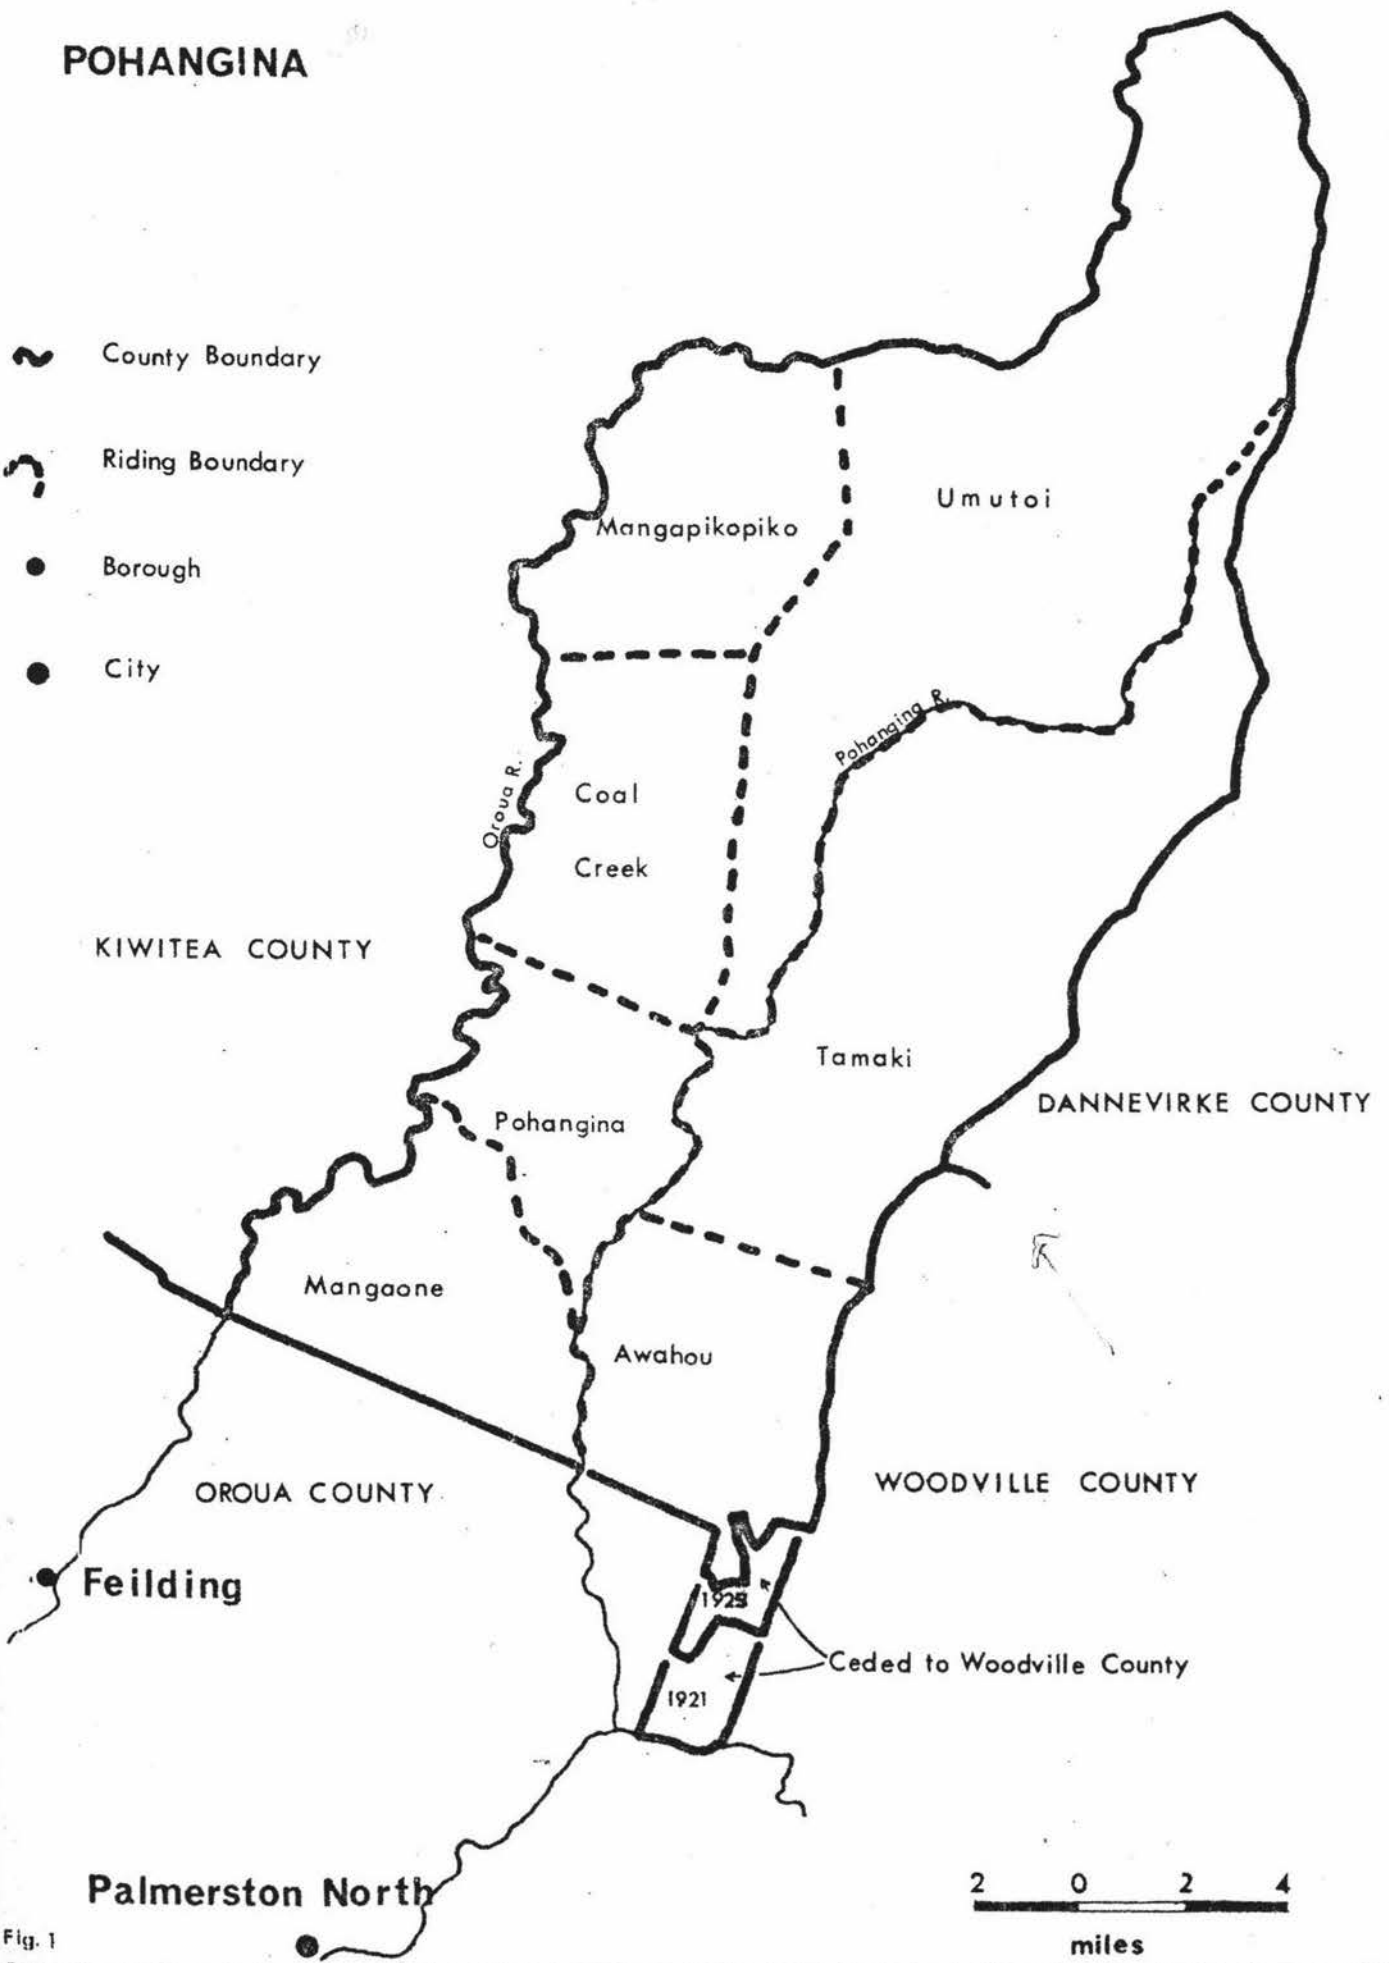 POHANGINA
County Boundary
Riding Boundary
Borough
City
Umutoi
Mangapikopiko
Pohangina R.
Oroua R.
Coal
Creek
KIWITEA COUNTY
Tamaki
DANNEVIRKE COUNTY
Pohangina
Mangaone
Awahou
WOODVILLE COUNTY
OROUA COUNTY
Feilding
Ceded to Woodville County
1921
Palmerston North
2 0 2 4
miles
Fig. 1